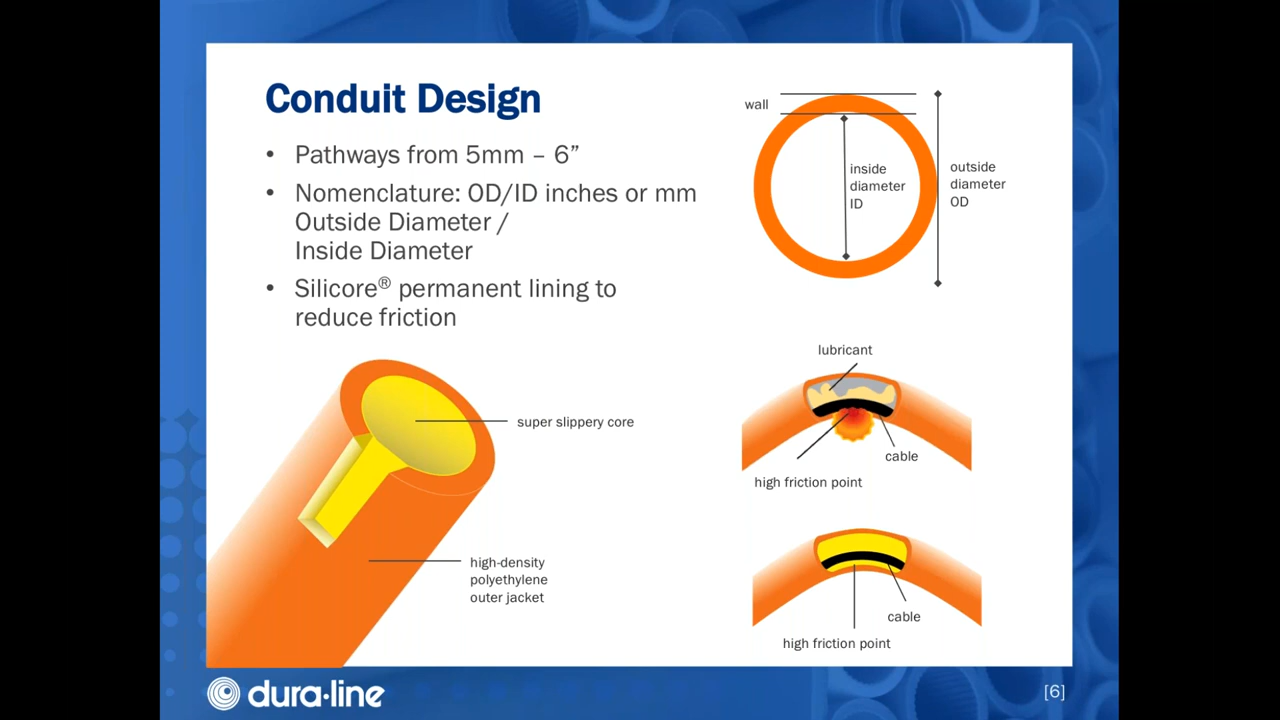 Conduit Design
• Pathways from 5mm – 6”
• Nomenclature: OD/ID inches or mm
Outside Diameter /
Inside Diameter
• Silicore® permanent lining to
reduce friction
wall
inside
diameter
ID
outside
diameter
OD
lubricant
cable
high friction point
super slippery core
high-density
polyethylene
outer jacket
cable
high friction point
dura·line
[6]